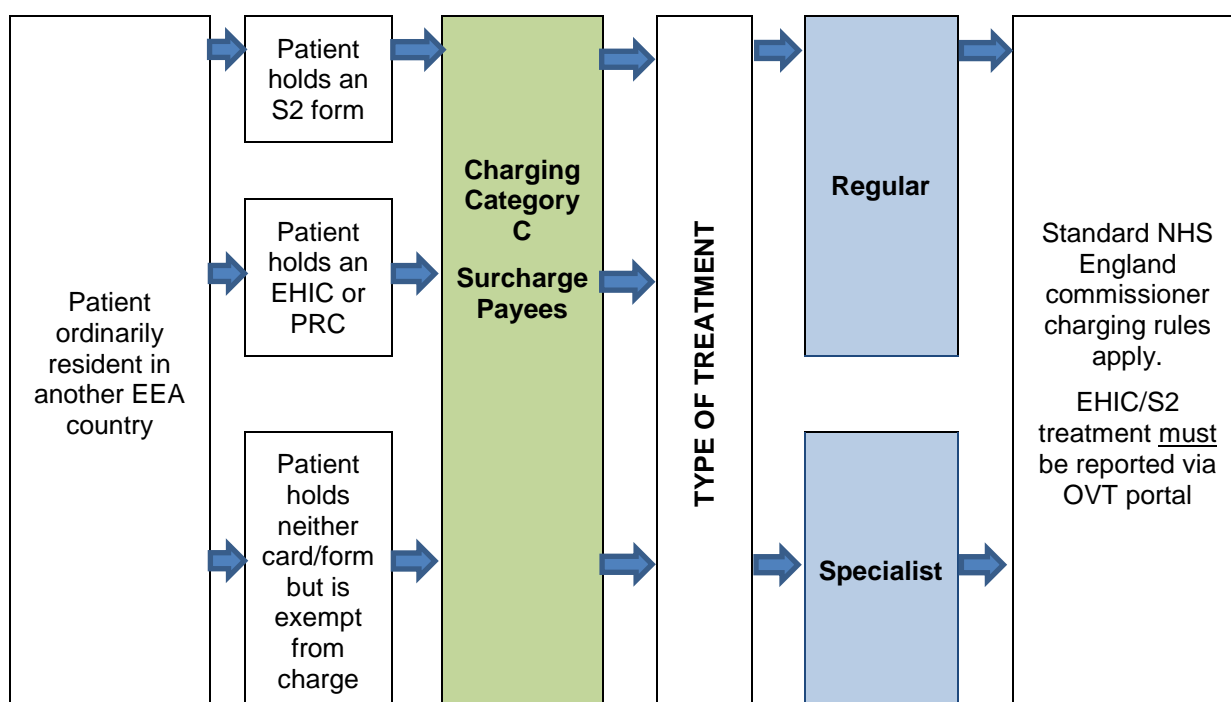 Patient
ordinarily
resident in
another EEA
country
Patient
holds an
S2 form
Patient
holds an
EHIC or
PRC
Patient
holds
neither
card/form
but is
exempt
from
charge
Charging
Category
C
Surcharge
Payees
TYPE OF TREATMENT
Regular
Specialist
Standard NHS
England
commissioner
charging rules
apply.
EHIC/S2
treatment must
be reported via
OVT portal